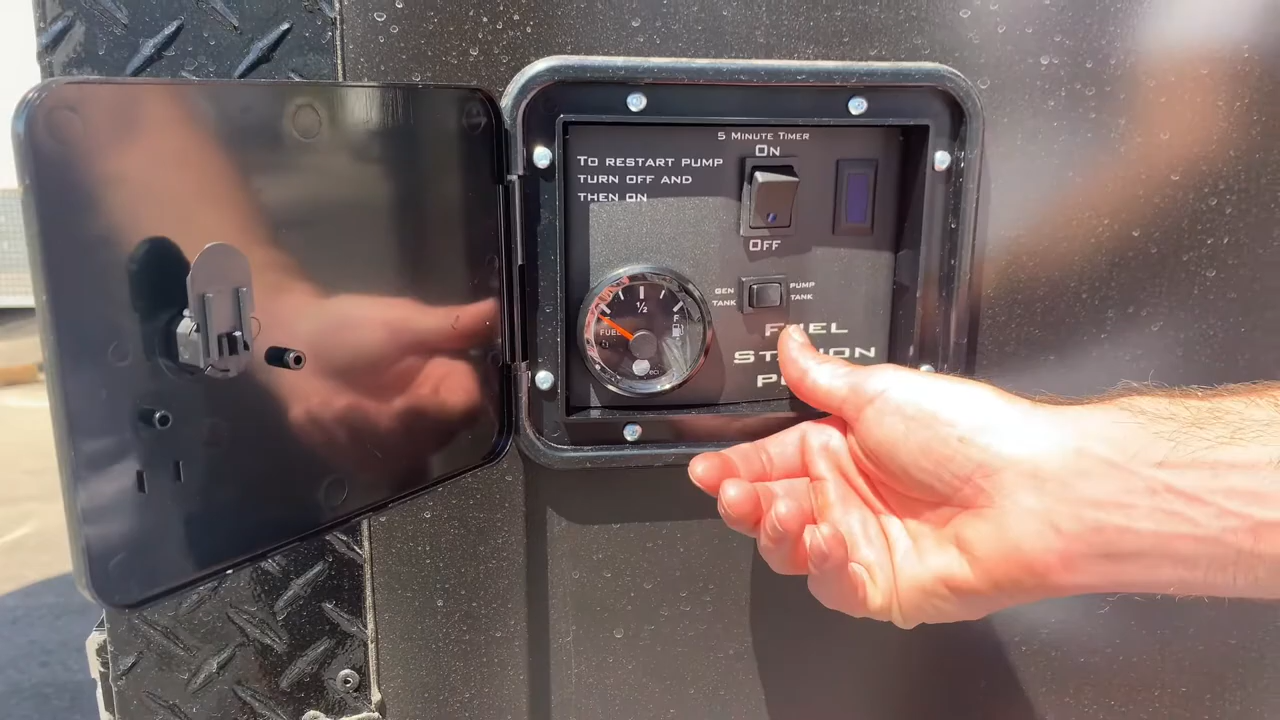 5 MINUTE TIMER
ON
TO RESTART PUMP
TURN OFF AND
THEN ON
OFF
GEN
TANK
PUMP
TANK
½
F
FUEL
FUEL